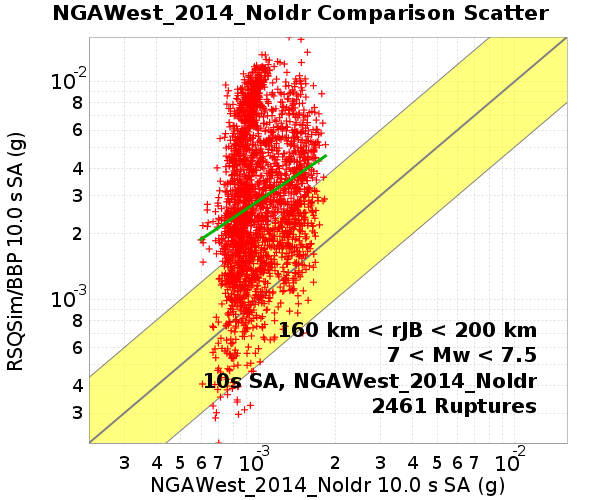 NGAWest_2014_NoIdr Comparison Scatter
RSQSim/BBP 10.0 s SA (g)
10-2
8
6
4
3
2
10-3
8
6
4
3
160 km < rJB < 200 km
7 < Mw < 7.5
10s SA, NGAWest_2014_NoIdr
2461 Ruptures
3 4 5 6 7 10-3 2 3 4 5 6 7 10-2
NGAWest_2014_NoIdr 10.0 s SA (g)